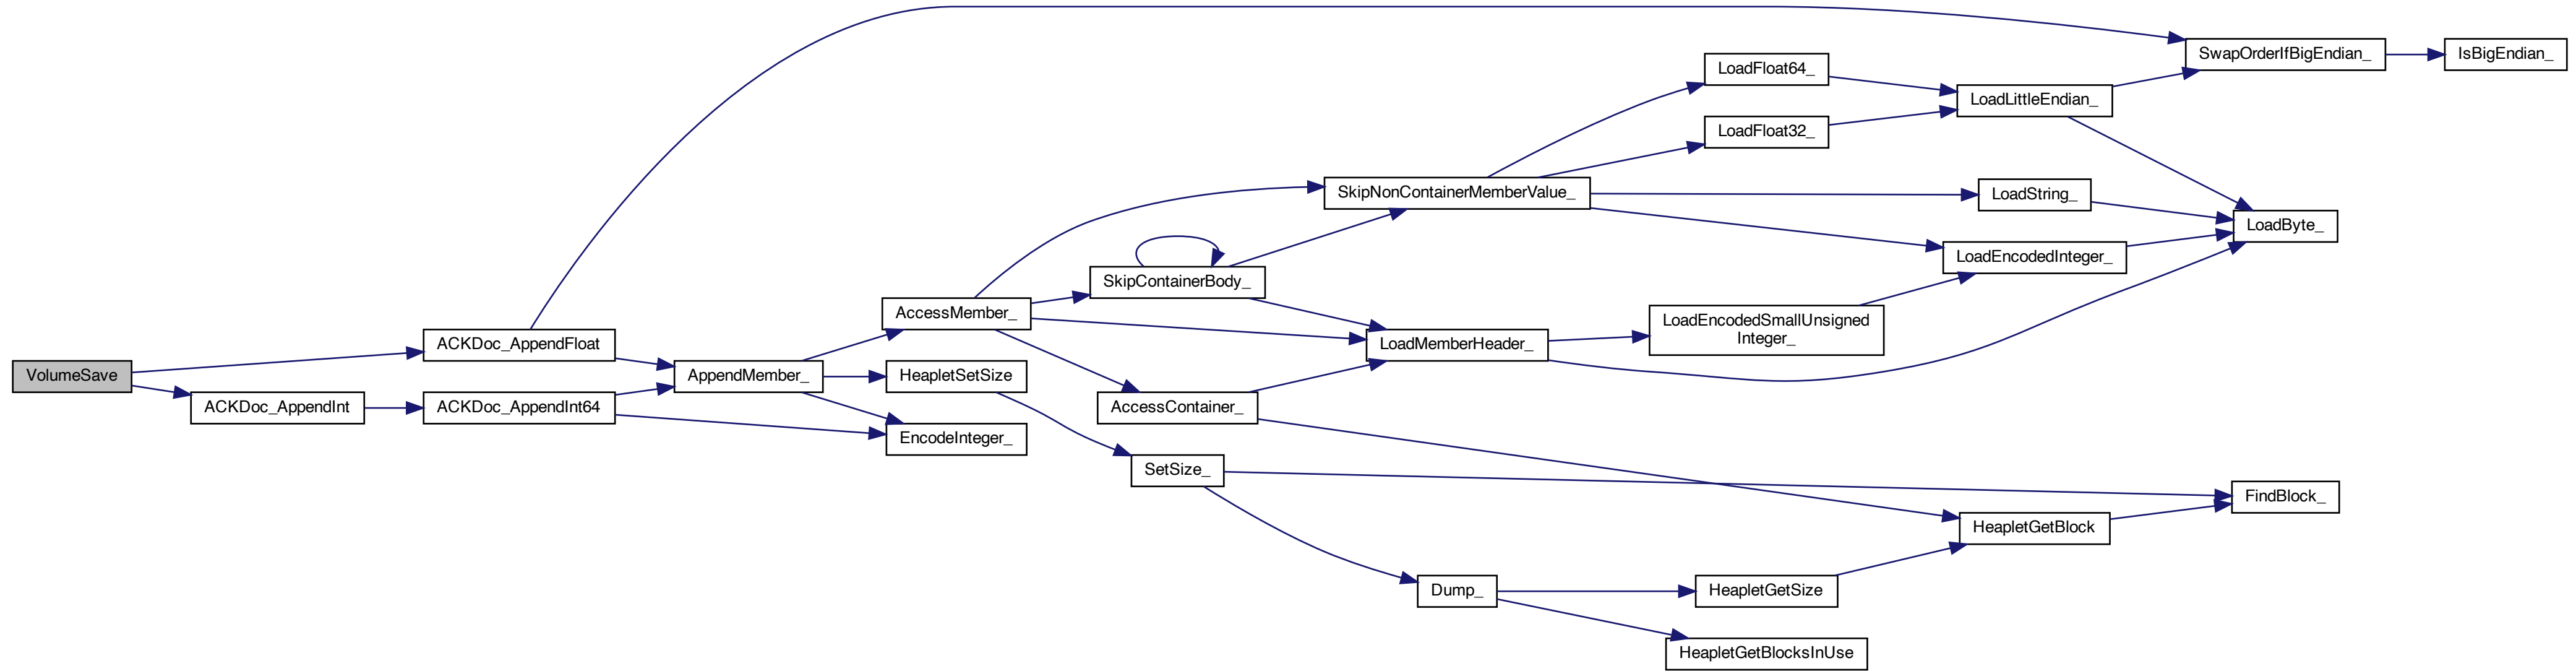 VolumeSave
ACKDoc_AppendFloat
ACKDoc_AppendInt
ACKDoc_AppendInt64
AppendMember_
AccessMember_
HeapletSetSize
EncodeInteger_
SkipContainerBody_
AccessContainer_
SetSize_
SkipNonContainerMemberValue_
LoadMemberHeader_
Dump_
LoadFloat64_
LoadFloat32_
LoadEncodedSmallUnsigned
Integer_
HeapletGetSize
HeapletGetBlocksInUse
LoadLittleEndian_
LoadString_
LoadEncodedInteger_
HeapletGetBlock
SwapOrderIfBigEndian_
LoadByte_
FindBlock_
IsBigEndian_